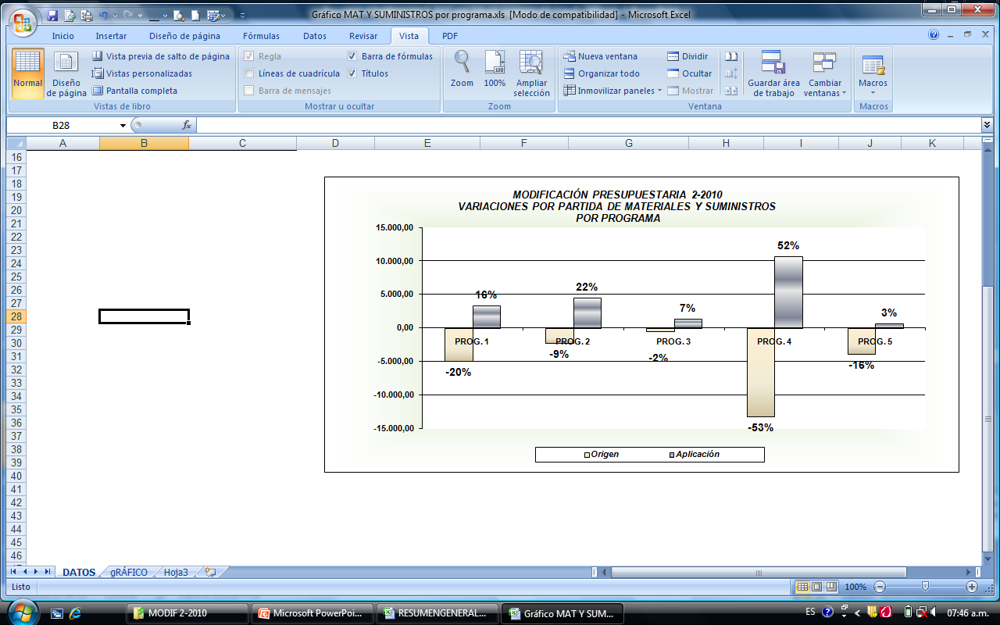 Gráfico MAT Y SUMINISTROS por programa.xls [Modo de compatibilidad] - Microsoft Excel
Inicio Insertar Diseño de página Fórmulas Datos Revisar Vista PDF
Normal
Diseño de página
Vista previa de salto de página
Vistas personalizadas
Pantalla completa
Vistas de libro
Regla
Líneas de cuadrícula
Barra de mensajes
Barra de fórmulas
Títulos
Mostrar u ocultar
Zoom
100%
Ampliar selección
Zoom
Nueva ventana
Organizar todo
Inmovilizar paneles
Dividir
Ocultar
Mostrar
Guardar área de trabajo
Cambiar ventanas
Ventana
Macros
Macros
B28
fx
A B C D E F G H I J K
16
17
18
19
20
21
22
23
24
25
26
27
28
29
30
31
32
33
34
35
36
37
38
39
40
41
42
43
44
45
46
MODIFICACIÓN PRESUPUESTARIA 2-2010
VARIACIONES POR PARTIDA DE MATERIALES Y SUMINISTROS
POR PROGRAMA
15.000,00
10.000,00
5.000,00
0,00
-5.000,00
-10.000,00
-15.000,00
16% 22% 7% 52% 3%
PROG. 1 PROG. 2 PROG. 3 PROG. 4 PROG. 5
-20% -9% -2% -53% -16%
Origen Aplicación
DATOS gRÁFICO Hoja3
Listo
100%
MODIF 2-2010
Microsoft PowerPoi...
RESUMENGENERAL...
Gráfico MAT Y SUM...
ES
07:46 a.m.